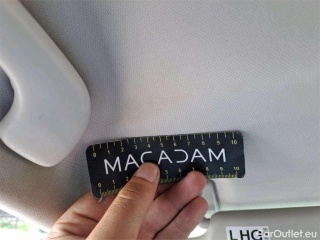 0 1 2 3 4 5 6 7 8 9 10
MACADAM
LHG
CarOutlet.eu